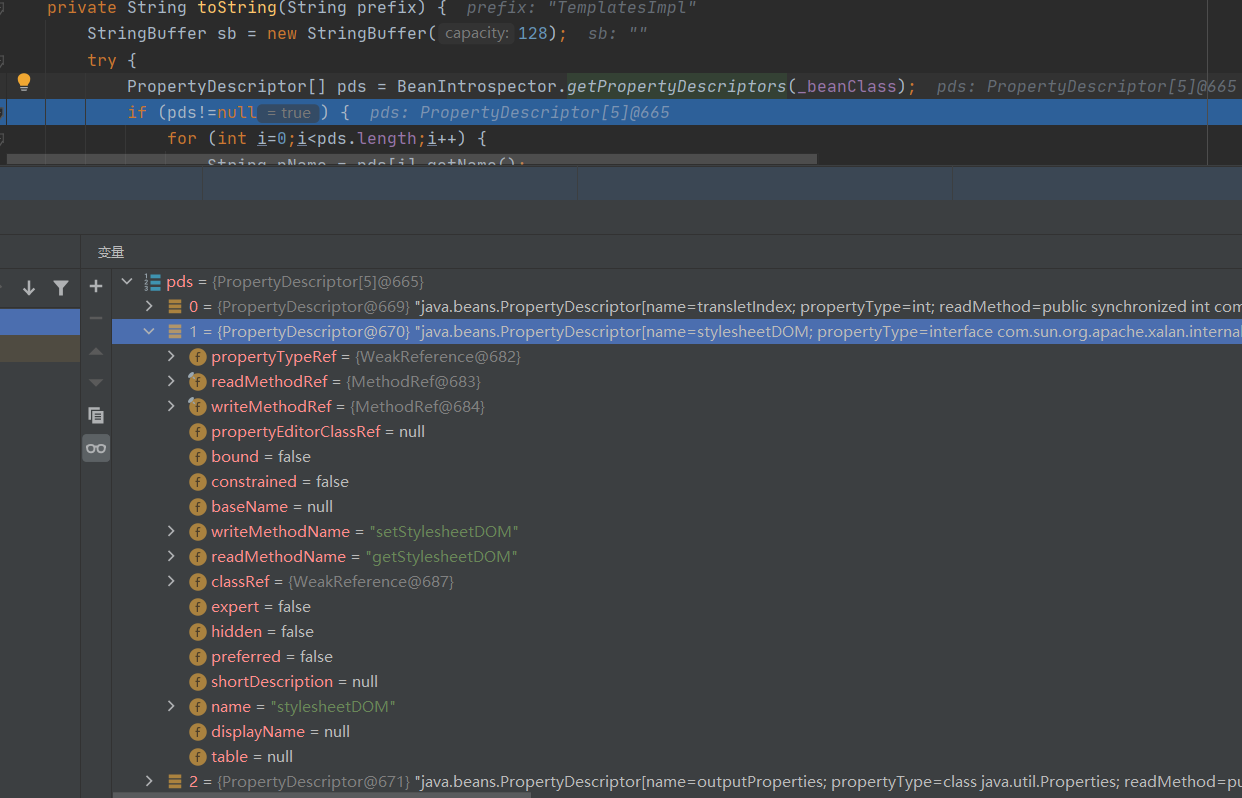 private String toString(String prefix) { prefix: "TemplatesImpl"
StringBuffer sb = new StringBuffer( capacity: 128); sb: ""
try {
PropertyDescriptor[] pds = BeanIntrospector.getPropertyDescriptors(_beanClass); pds: PropertyDescriptor[5]@665
if (pds!=null = true ) { pds: PropertyDescriptor[5]@665
for (int i=0;i<pds.length;i++) {
String pName = pds[i].getName();
变量
pds = {PropertyDescriptor[5]@665}
0 = {PropertyDescriptor@669} "java.beans.PropertyDescriptor[name=transletIndex; propertyType=int; readMethod=public synchronized int com
1 = {PropertyDescriptor@670} "java.beans.PropertyDescriptor[name=stylesheetDOM; propertyType=interface com.sun.org.apache.xalan.internal
f propertyTypeRef = {WeakReference@682}
f readMethodRef = {MethodRef@683}
f writeMethodRef = {MethodRef@684}
f propertyEditorClassRef = null
f bound = false
f constrained = false
f baseName = null
f writeMethodName = "setStylesheetDOM"
f readMethodName = "getStylesheetDOM"
f classRef = {WeakReference@687}
f expert = false
f hidden = false
f preferred = false
f shortDescription = null
f name = "stylesheetDOM"
f displayName = null
f table = null
2 = {PropertyDescriptor@671} "java.beans.PropertyDescriptor[name=outputProperties; propertyType=class java.util.Properties; readMethod=pu